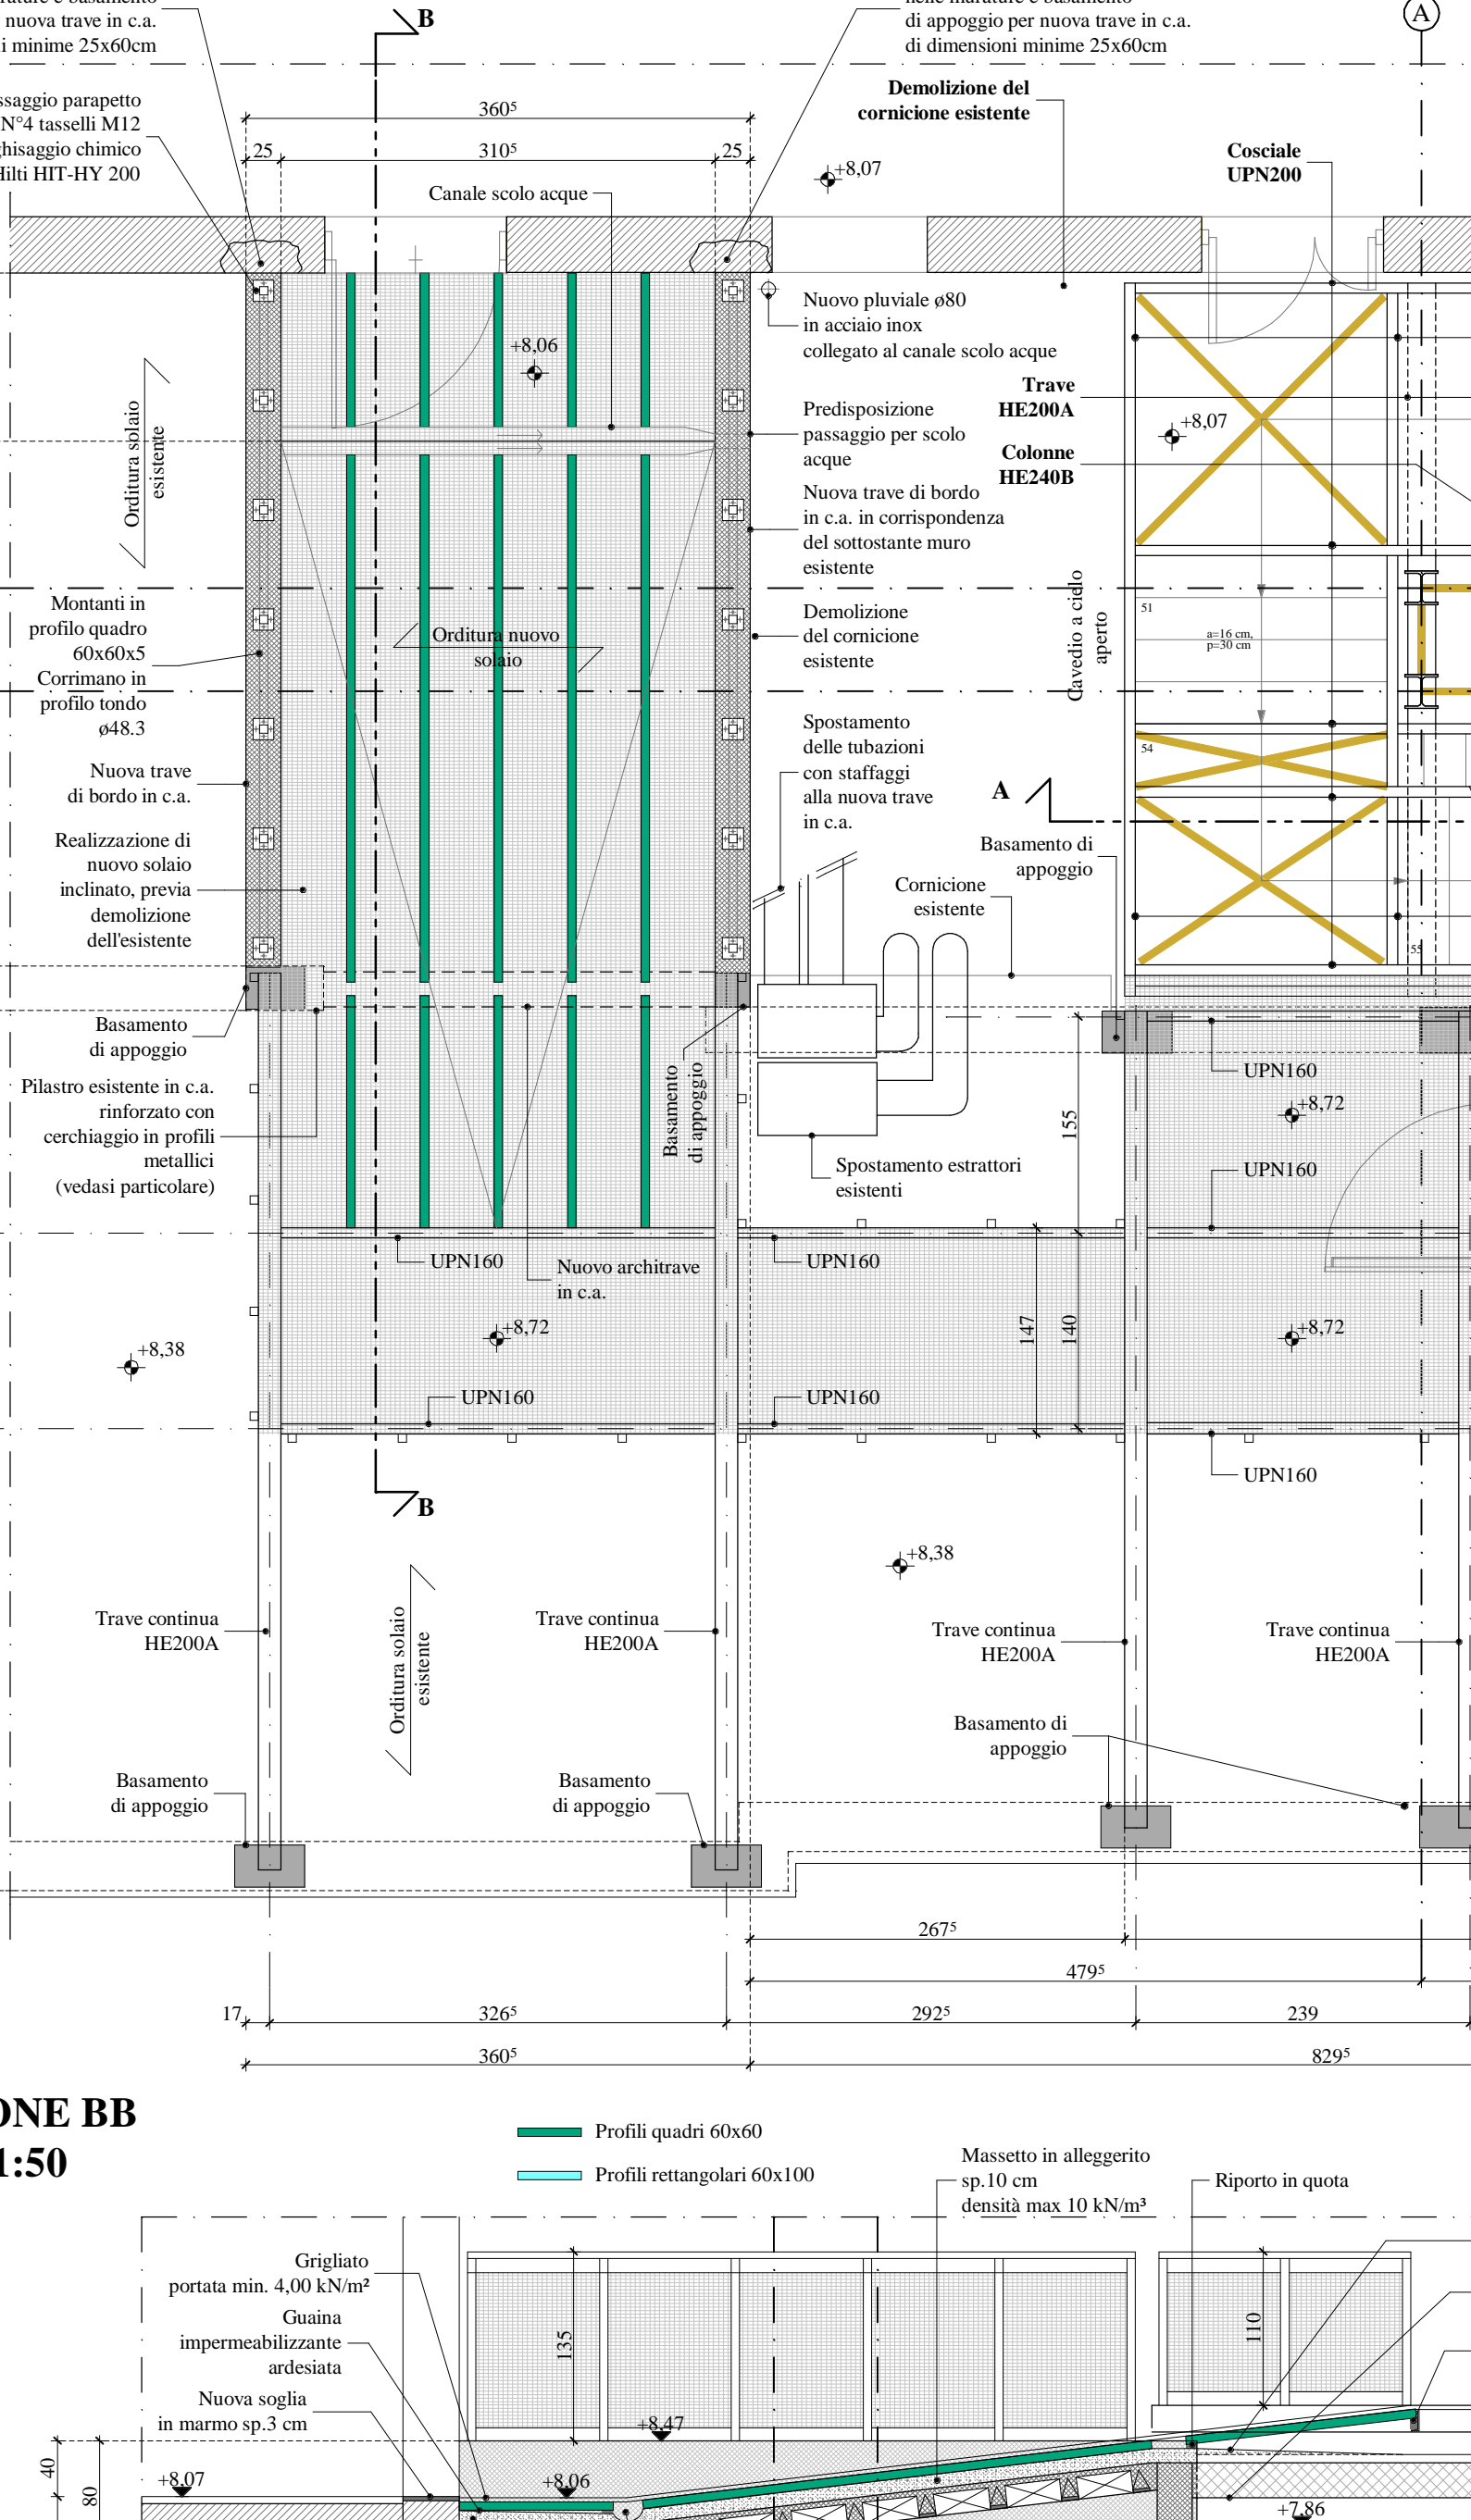 nuova trave in c.a.
minime 25x60cm
B
di appoggio per nuova trave in c.a.
di dimensioni minime 25x60cm
A
parapetto
N°4 tasselli M12
chimico
Hilti HIT-HY 200
360⁵
25
310⁵
25
Canale scolo acque
Demolizione del
cornicione esistente
+8,07
Cosciale
UPN200
+8,06
Nuovo pluviale ø80
in acciaio inox
collegato al canale scolo acque
Trave
HE200A
+8,07
Colonne
HE240B
Predisposizione
passaggio per scolo
acque
Orditura solaio
esistente
Nuova trave di bordo
in c.a. in corrispondenza
del sottostante muro
esistente
Montanti in
profilo quadro
60x60x5
Corrimano in
profilo tondo
ø48.3
Orditura nuovo
solaio
Demolizione
del cornicione
esistente
Cavedio a cielo
aperto
51
a=16 cm,
p=30 cm
54
55
Nuova trave
di bordo in c.a.
Spostamento
delle tubazioni
con staffaggi
alla nuova trave
in c.a.
A
Realizzazione di
nuovo solaio
inclinato, previa
demolizione
dell'esistente
Basamento di
appoggio
Cornicione
esistente
Basamento
di appoggio
Basamento
di appoggio
UPN160
+8,72
155
UPN160
Pilastro esistente in c.a.
rinforzato con
cerchiaggio in profili
metallici
(vedasi particolare)
Spostamento estrattori
esistenti
UPN160
Nuovo architrave
in c.a.
UPN160
+8,38
+8,72
147
140
+8,72
UPN160
UPN160
UPN160
B
+8,38
Orditura solaio
esistente
Trave continua
HE200A
Trave continua
HE200A
Trave continua
HE200A
Trave continua
HE200A
Basamento di
appoggio
Basamento
di appoggio
Basamento
di appoggio
267⁵
479⁵
17
326⁵
292⁵
239
360⁵
829⁵
BB
1:50
Profili quadri 60x60
Profili rettangolari 60x100
Massetto in alleggerito
sp.10 cm
densità max 10 kN/m³
Riporto in quota
Grigliato
portata min. 4,00 kN/m²
Guaina
impermeabilizzante
ardesiata
Nuova soglia
in marmo sp.3 cm
135
110
+8,47
40
80
+8,07
+8,06
+7,86